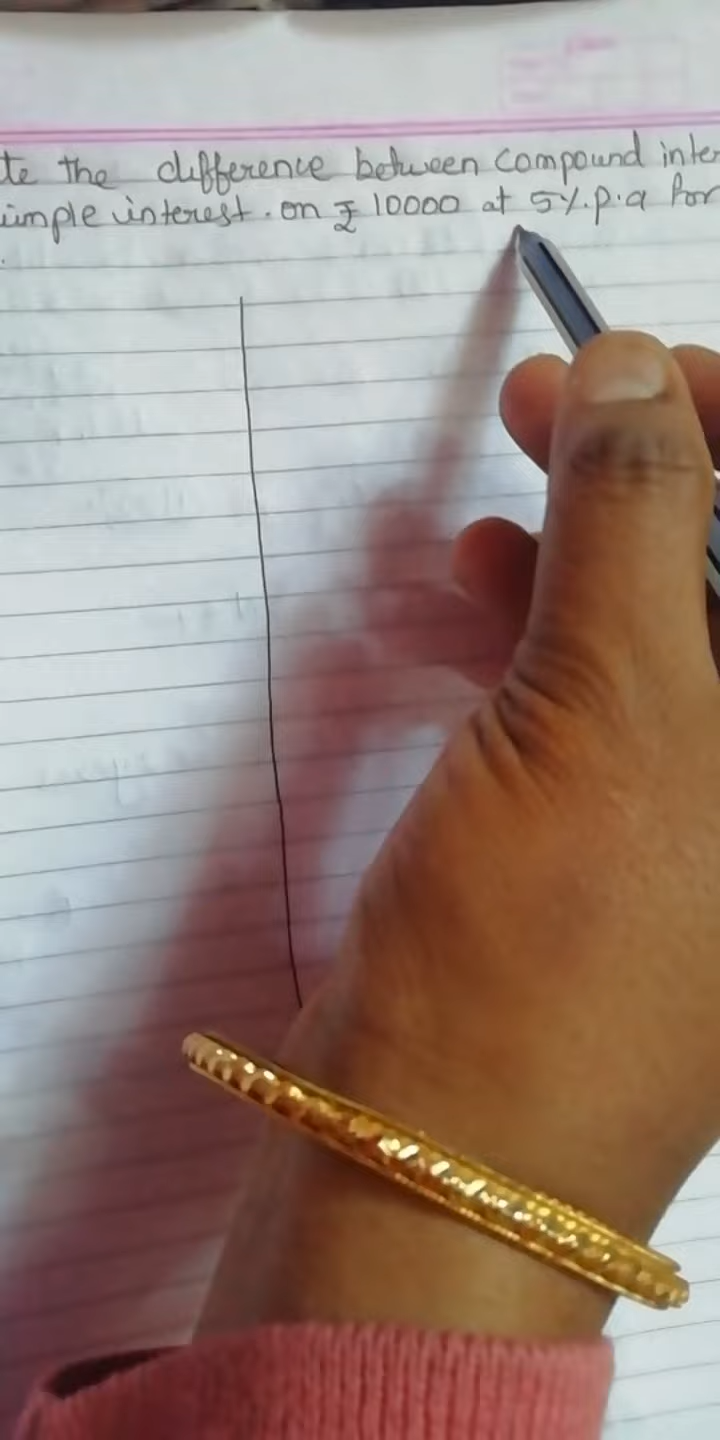 te the difference between compound inter
imple interest. on ₹ 10000 at 5%.p.a for
.